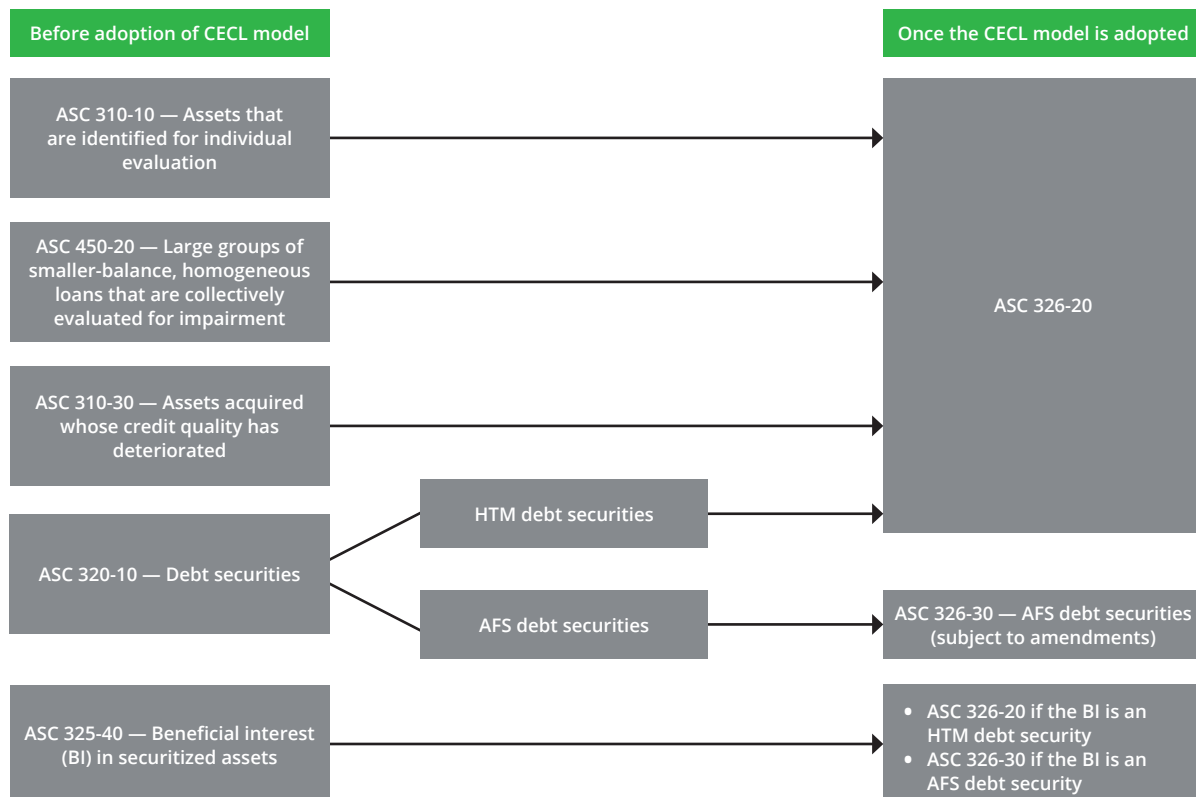 Before adoption of CECL model
Once the CECL model is adopted
ASC 310-10 — Assets that
are identified for individual
evaluation
ASC 450-20 — Large groups of
smaller-balance, homogeneous
loans that are collectively
evaluated for impairment
ASC 326-20
ASC 310-30 — Assets acquired
whose credit quality has
deteriorated
HTM debt securities
ASC 320-10 — Debt securities
AFS debt securities
ASC 326-30 — AFS debt securities
(subject to amendments)
ASC 325-40 — Beneficial interest
(BI) in securitized assets
• ASC 326-20 if the BI is an
HTM debt security
• ASC 326-30 if the BI is an
AFS debt security